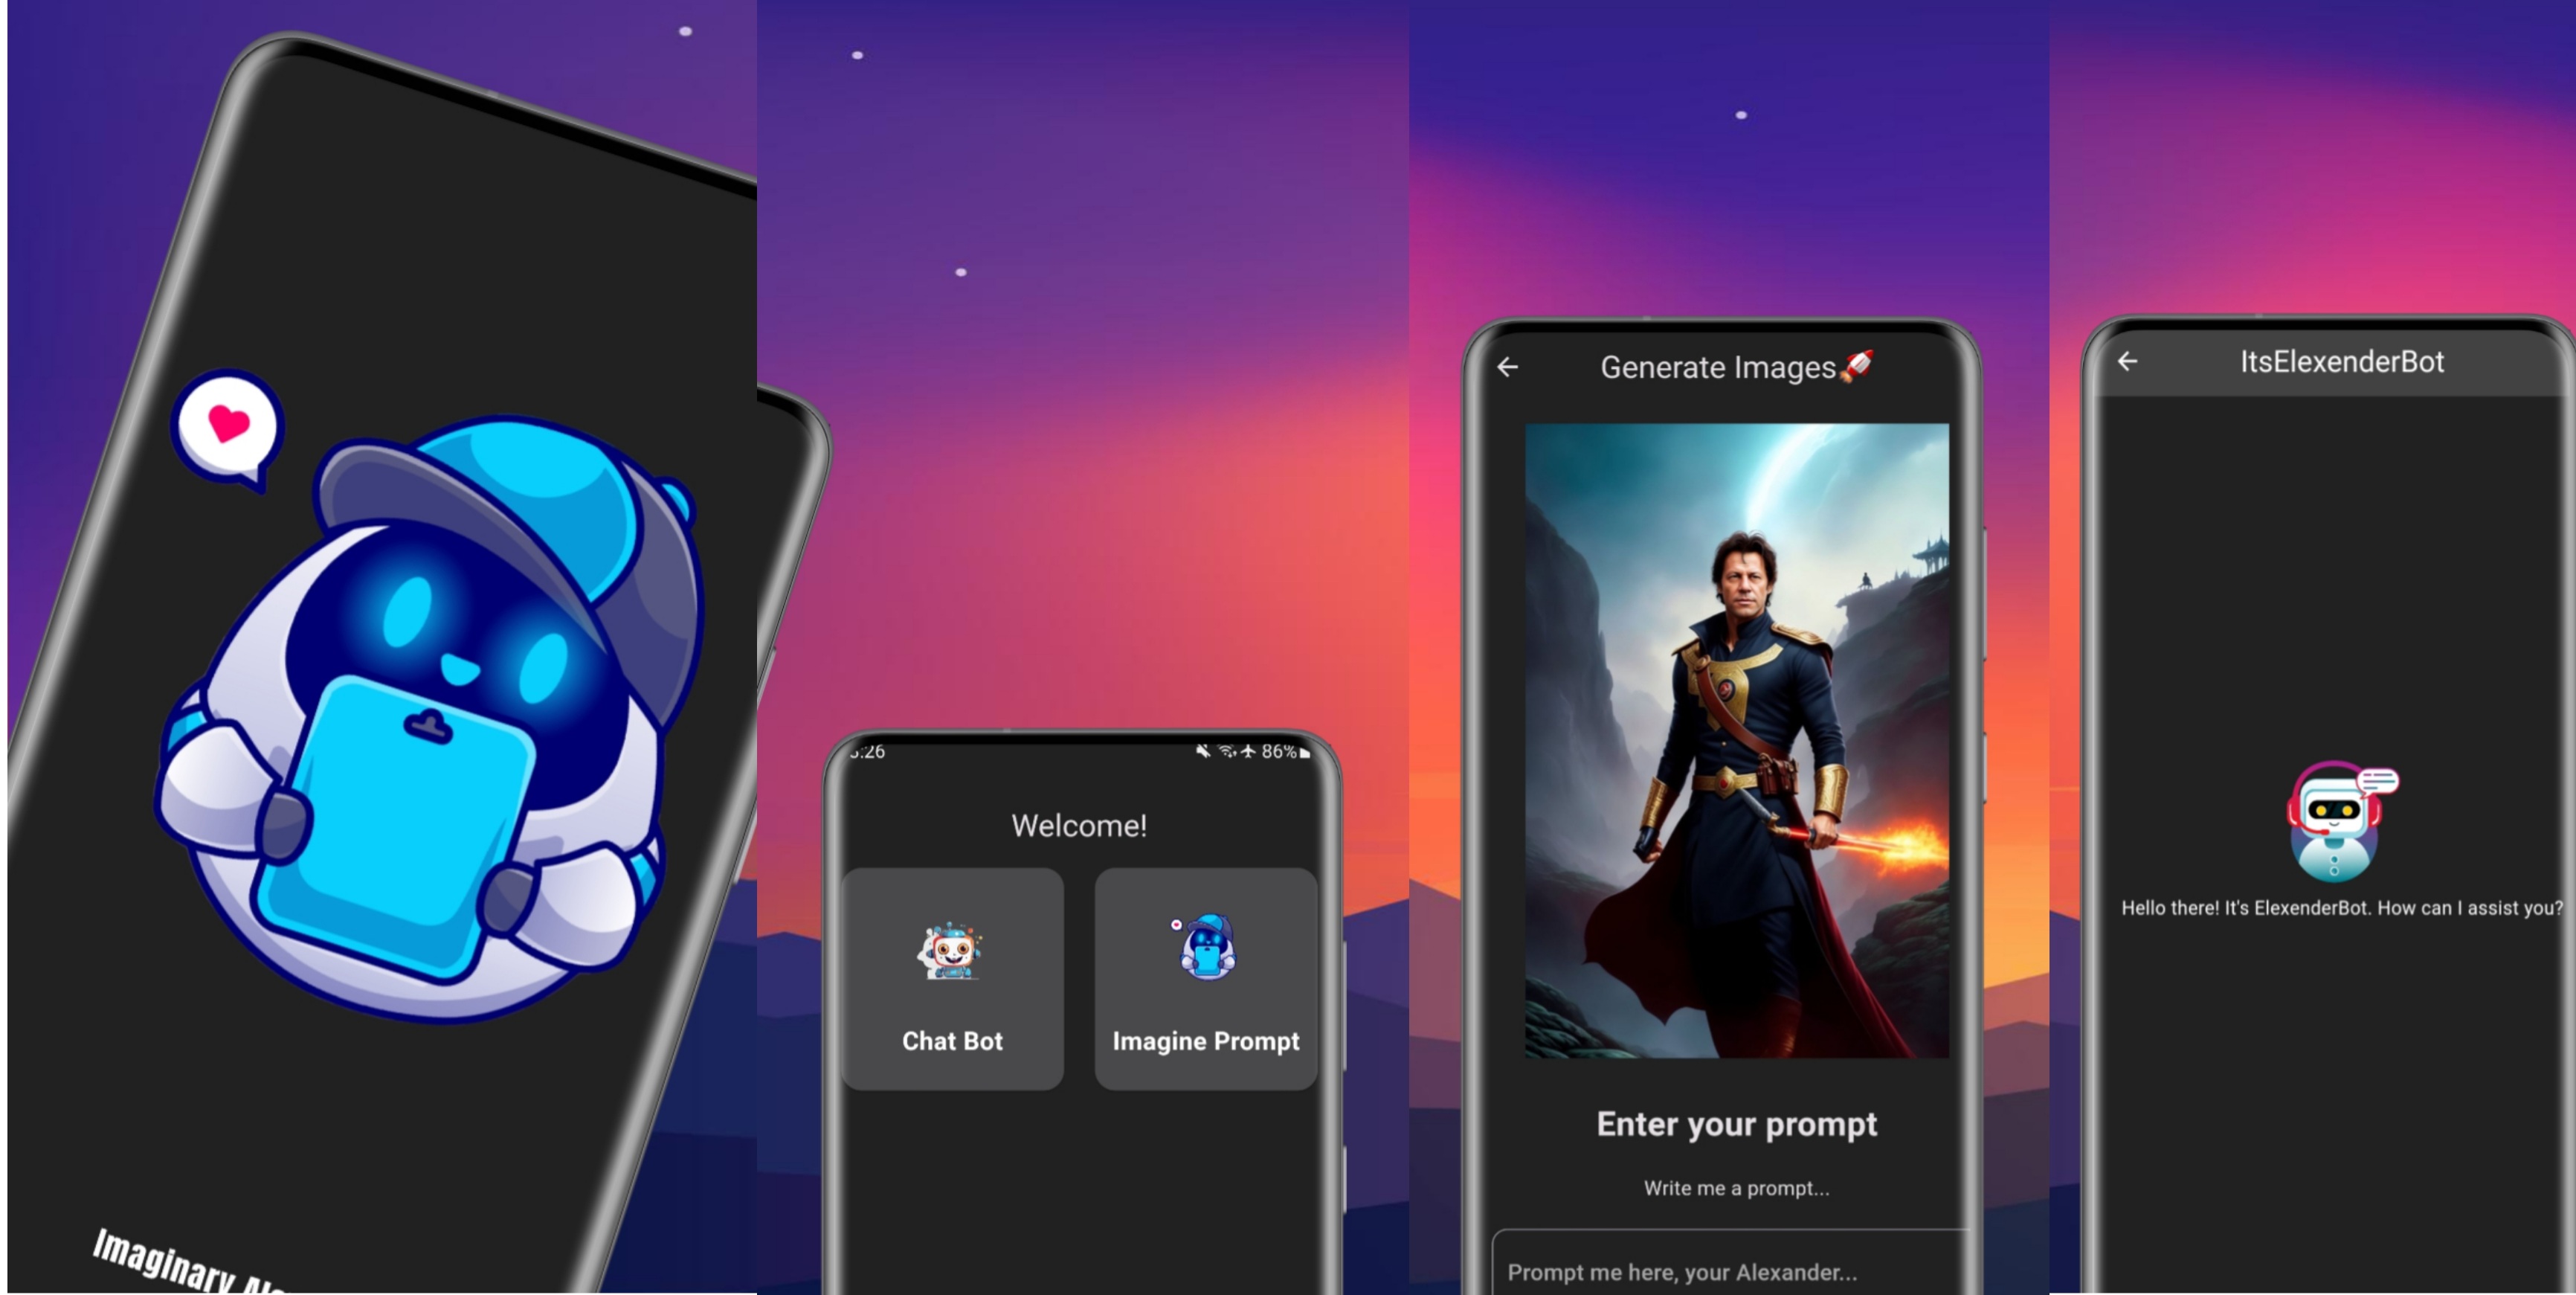 Imaginary
:26
86%
Welcome!
Chat Bot
Imagine Prompt
Generate Images🚀
Enter your prompt
Write me a prompt...
Prompt me here, your Alexander...
ItsElexenderBot
Hello there! It's ElexenderBot. How can I assist you?